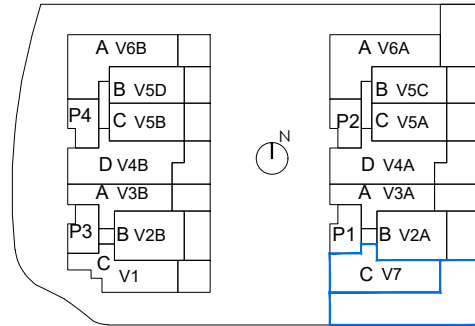 A V6B
A V6A
B V5D
B V5C
P4
C V5B
P2
C V5A
N
D V4B
D V4A
A V3B
A V3A
P3
B V2B
P1
B V2A
C
V1
C V7